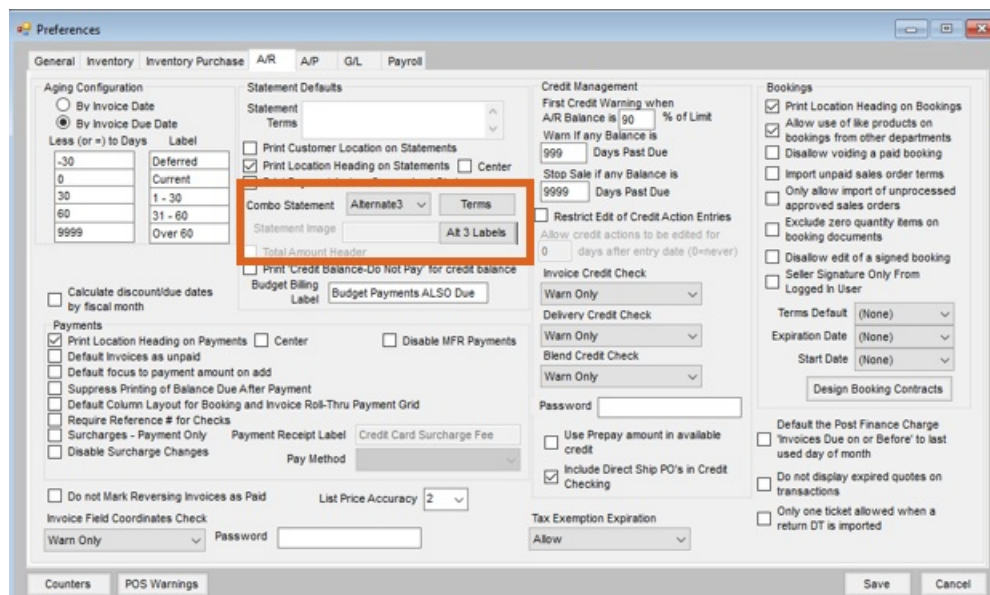 Preferences
General Inventory Inventory Purchase A/R A/P G/L Payroll
Aging Configuration
By Invoice Date
By Invoice Due Date
Less (or =) to Days Label
-30 Deferred
0 Current
30 1 - 30
60 31 - 60
9999 Over 60
Calculate discount/due dates
by fiscal month
Statement Defaults
Statement
Terms
Print Customer Location on Statements
Print Location Heading on Statements Center
Combo Statement Alternate3 Terms
Statement Image Alt 3 Labels
Total Amount Header
Print 'Credit Balance-Do Not Pay' for credit balance
Budget Billing
Label Budget Payments ALSO Due
Payments
Print Location Heading on Payments Center Disable MFR Payments
Default Invoices as unpaid
Default focus to payment amount on add
Suppress Printing of Balance Due After Payment
Default Column Layout for Booking and Invoice Roll-Thru Payment Grid
Require Reference # for Checks
Surcharges - Payment Only Payment Receipt Label Credit Card Surcharge Fee
Disable Surcharge Changes Pay Method
Do not Mark Reversing Invoices as Paid List Price Accuracy 2
Invoice Field Coordinates Check
Warn Only Password
Credit Management
First Credit Warning when
A/R Balance is 90 % of Limit
Warn If any Balance is
999 Days Past Due
Stop Sale if any Balance is
9999 Days Past Due
Restrict Edit of Credit Action Entries
Allow credit actions to be edited for
0 days after entry date (0=never)
Invoice Credit Check
Warn Only
Delivery Credit Check
Warn Only
Blend Credit Check
Warn Only
Password
Use Prepay amount in available
credit
Include Direct Ship PO's in Credit
Checking
Tax Exemption Expiration
Allow
Bookings
Print Location Heading on Bookings
Allow use of like products on
bookings from other departments
Disallow voiding a paid booking
Import unpaid sales order terms
Only allow import of unprocessed
approved sales orders
Exclude zero quantity items on
booking documents
Disallow edit of a signed booking
Seller Signature Only From
Logged In User
Terms Default (None)
Expiration Date (None)
Start Date (None)
Design Booking Contracts
Default the Post Finance Charge
'Invoices Due on or Before' to last
used day of month
Do not display expired quotes on
transactions
Only one ticket allowed when a
return DT is imported
Counters POS Warnings Save Cancel